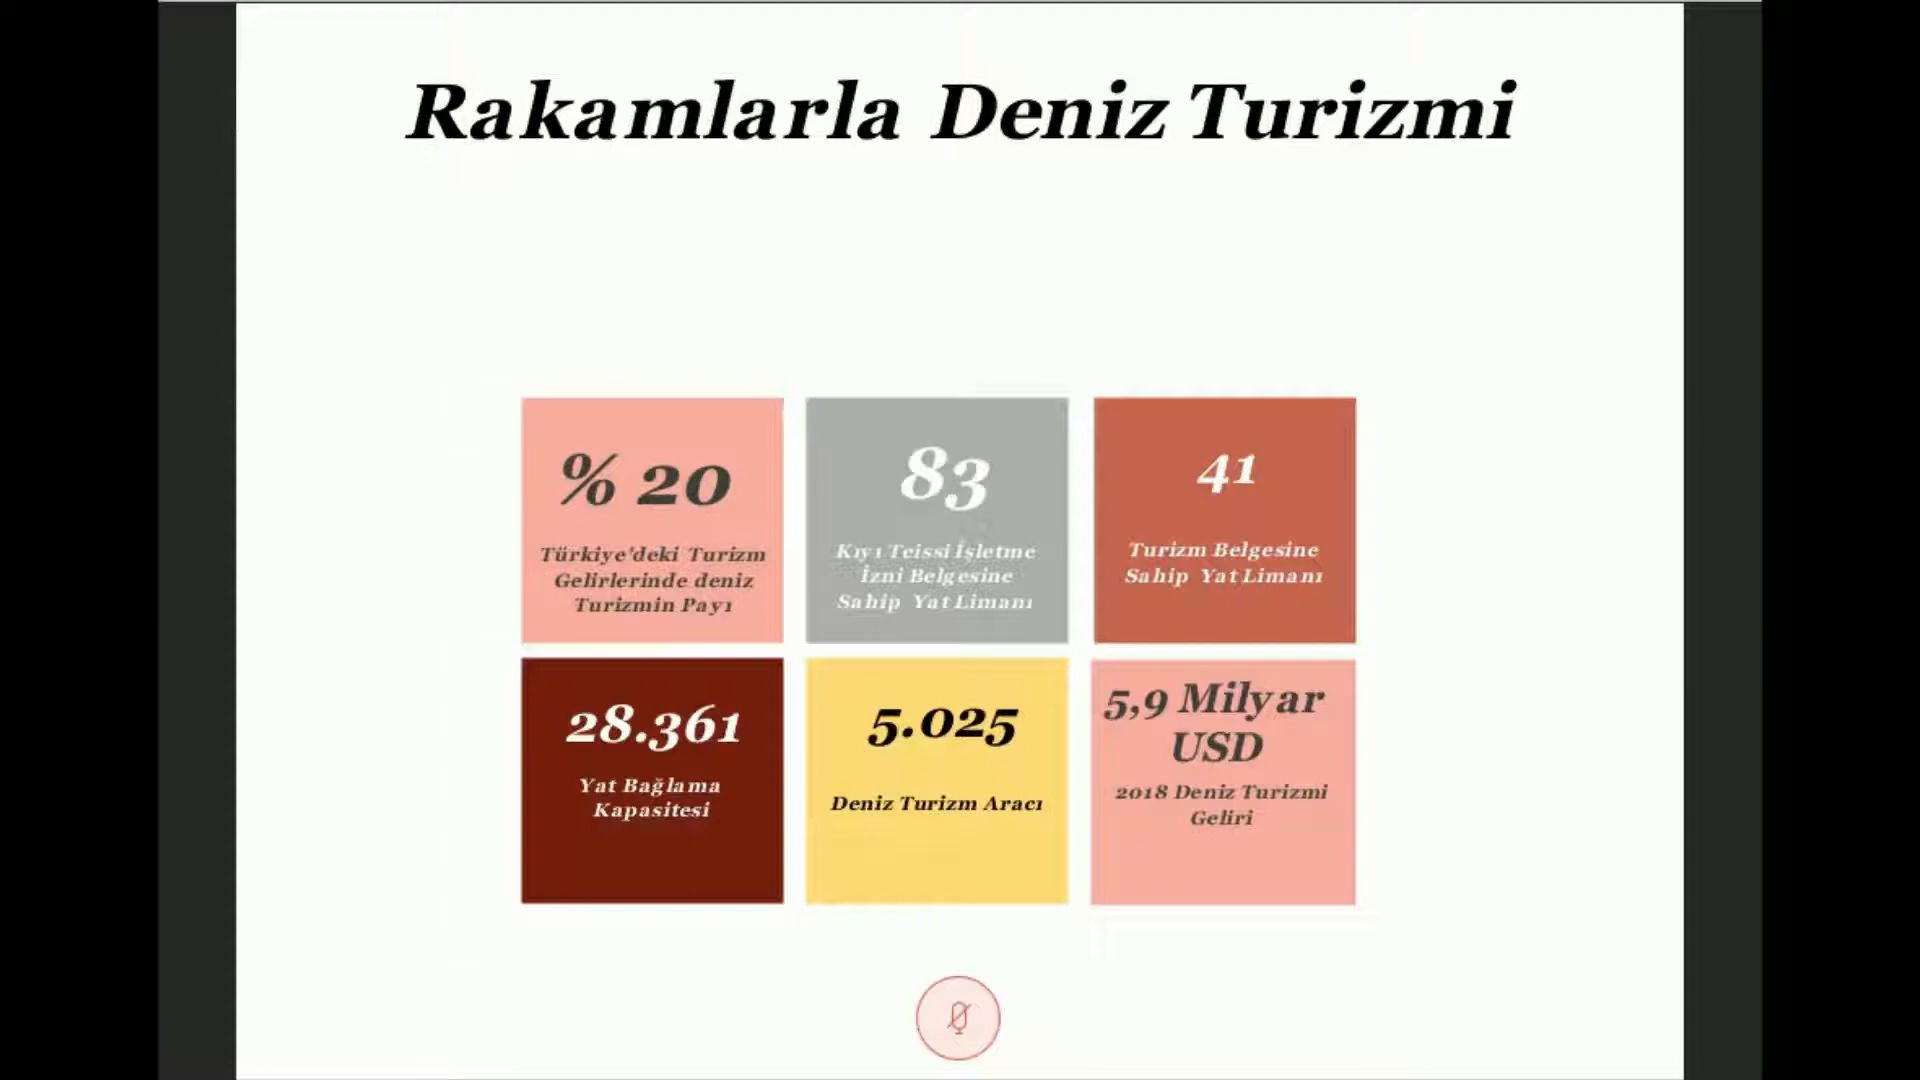 Rakamlarla Deniz Turizmi
% 20
Türkiye'deki Turizm
Gelirlerinde deniz
Turizmin Payı
83
Kıyı Teissi İşletme
İzni Belgesine
Sahip Yat Limanı
41
Turizm Belgesine
Sahip Yat Limanı
28.361
Yat Bağlama
Kapasitesi
5.025
Deniz Turizm Aracı
5,9 Milyar
USD
2018 Deniz Turizmi
Geliri